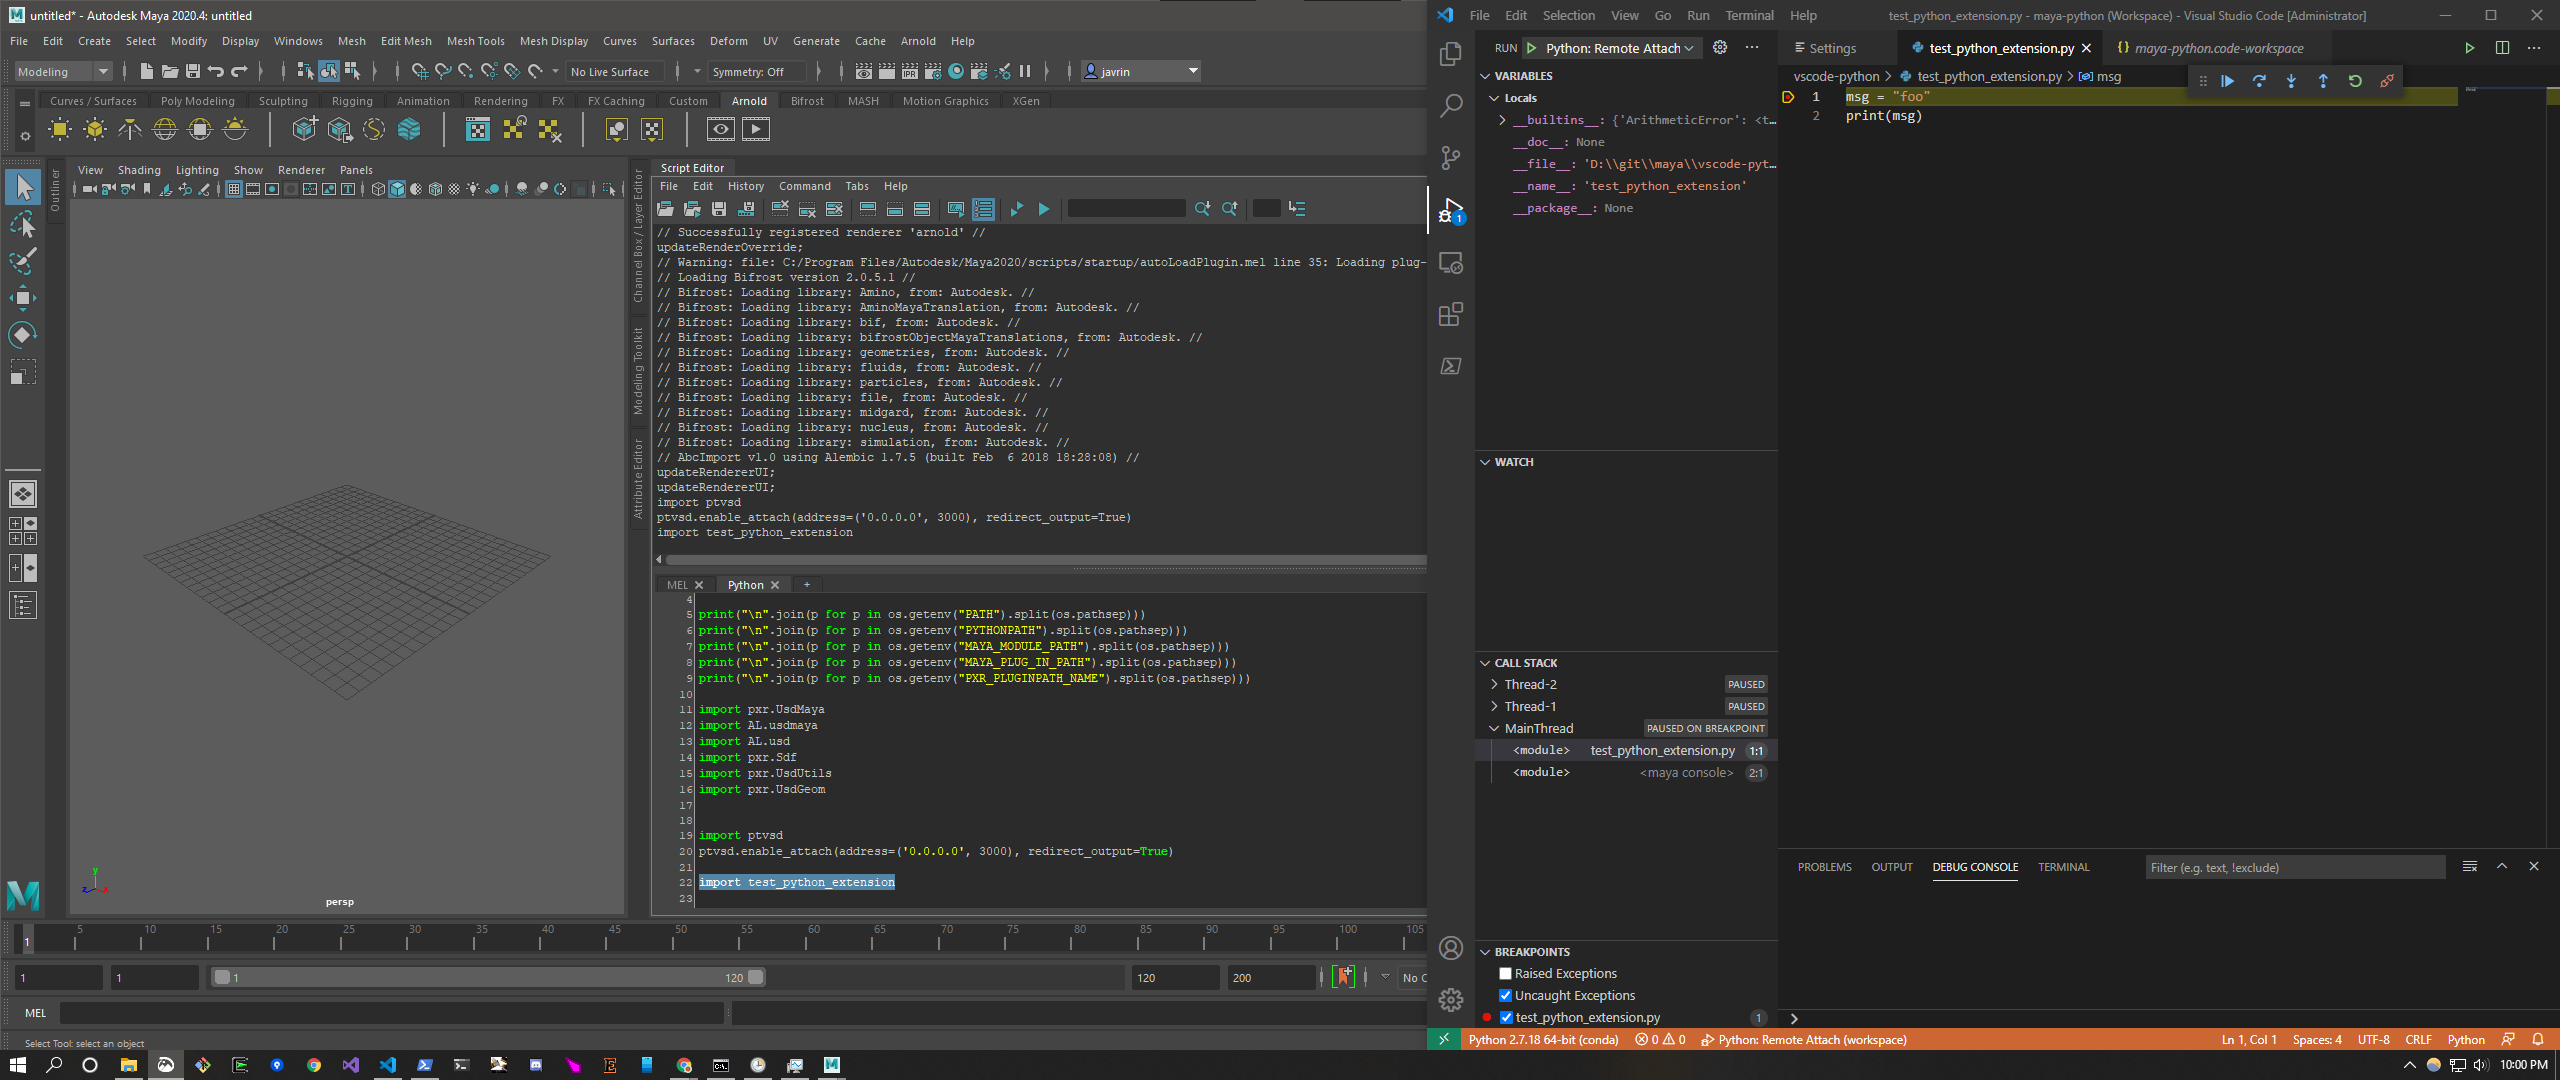 untitled* - Autodesk Maya 2020.4: untitled
File Edit Create Select Modify Display Windows Mesh Edit Mesh Mesh Tools Mesh Display Curves Surfaces Deform UV Generate Cache Arnold Help
Modeling No Live Surface Symmetry: Off javrin
Curves / Surfaces Poly Modeling Sculpting Rigging Animation Rendering FX FX Caching Custom Arnold Bifrost MASH Motion Graphics XGen
View Shading Lighting Show Renderer Panels
Outliner
persp
Channel Box / Layer Editor
Modeling Toolkit
Attribute Editor
Script Editor
File Edit History Command Tabs Help
// Successfully registered renderer 'arnold' //
updateRenderOverride;
// Warning: file: C:/Program Files/Autodesk/Maya2020/scripts/startup/autoLoadPlugin.mel line 35: Loading plug-
// Loading Bifrost version 2.0.5.1 //
// Bifrost: Loading library: Amino, from: Autodesk. //
// Bifrost: Loading library: AminoMayaTranslation, from: Autodesk. //
// Bifrost: Loading library: bif, from: Autodesk. //
// Bifrost: Loading library: bifrostObjectMayaTranslations, from: Autodesk. //
// Bifrost: Loading library: geometries, from: Autodesk. //
// Bifrost: Loading library: fluids, from: Autodesk. //
// Bifrost: Loading library: particles, from: Autodesk. //
// Bifrost: Loading library: file, from: Autodesk. //
// Bifrost: Loading library: midgard, from: Autodesk. //
// Bifrost: Loading library: nucleus, from: Autodesk. //
// Bifrost: Loading library: simulation, from: Autodesk. //
// AbcImport v1.0 using Alembic 1.7.5 (built Feb  6 2018 18:28:08) //
updateRendererUI;
updateRendererUI;
import ptvsd
ptvsd.enable_attach(address=('0.0.0.0', 3000), redirect_output=True)
import test_python_extension
MEL Python +
4
5 print("\n".join(p for p in os.getenv("PATH").split(os.pathsep)))
6 print("\n".join(p for p in os.getenv("PYTHONPATH").split(os.pathsep)))
7 print("\n".join(p for p in os.getenv("MAYA_MODULE_PATH").split(os.pathsep)))
8 print("\n".join(p for p in os.getenv("MAYA_PLUG_IN_PATH").split(os.pathsep)))
9 print("\n".join(p for p in os.getenv("PXR_PLUGINPATH_NAME").split(os.pathsep)))
10
11 import pxr.UsdMaya
12 import AL.usdmaya
13 import AL.usd
14 import pxr.Sdf
15 import pxr.UsdUtils
16 import pxr.UsdGeom
17
18
19 import ptvsd
20 ptvsd.enable_attach(address=('0.0.0.0', 3000), redirect_output=True)
21
22 import test_python_extension
23
1 5 10 15 20 25 30 35 40 45 50 55 60 65 70 75 80 85 90 95 100 105
1 1 1 120 120 200 No C
MEL
Select Tool: select an object
File Edit Selection View Go Run Terminal Help test_python_extension.py - maya-python (Workspace) - Visual Studio Code [Administrator]
RUN Python: Remote Attach
Settings test_python_extension.py maya-python.code-workspace
vscode-python > test_python_extension.py > msg
VARIABLES
Locals
__builtins__: {'ArithmeticError': <t...
__doc__: None
__file__: 'D:\\git\\maya\\vscode-pyt...
__name__: 'test_python_extension'
__package__: None
1 msg = "foo"
2 print(msg)
WATCH
CALL STACK
Thread-2 PAUSED
Thread-1 PAUSED
MainThread PAUSED ON BREAKPOINT
<module> test_python_extension.py 1:1
<module> <maya console> 2:1
BREAKPOINTS
Raised Exceptions
Uncaught Exceptions
test_python_extension.py 1
PROBLEMS OUTPUT DEBUG CONSOLE TERMINAL Filter (e.g. text, !exclude)
Python 2.7.18 64-bit (conda) 0 0 Python: Remote Attach (workspace) Ln 1, Col 1 Spaces: 4 UTF-8 CRLF Python
10:00 PM